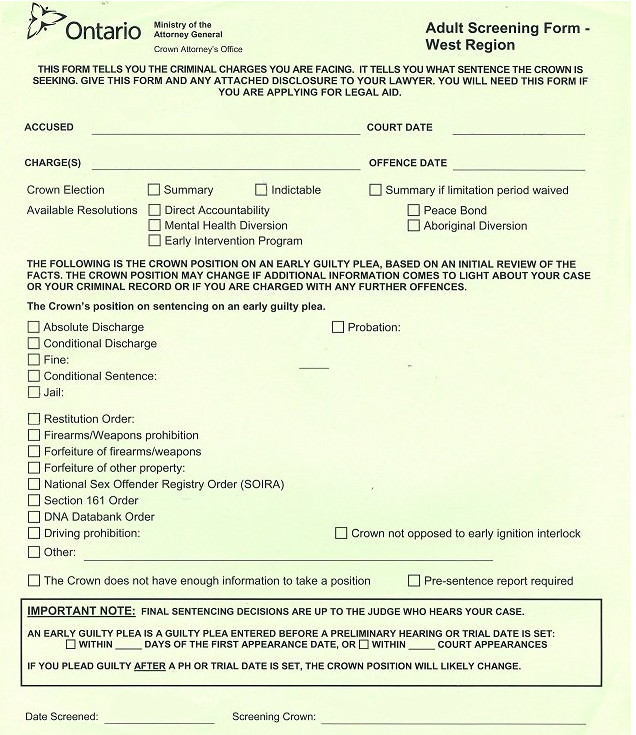 Ontario
Ministry of the
Attorney General
Crown Attorney's Office
Adult Screening Form -
West Region
THIS FORM TELLS YOU THE CRIMINAL CHARGES YOU ARE FACING. IT TELLS YOU WHAT SENTENCE THE CROWN IS
SEEKING. GIVE THIS FORM AND ANY ATTACHED DISCLOSURE TO YOUR LAWYER. YOU WILL NEED THIS FORM IF
YOU ARE APPLYING FOR LEGAL AID.
ACCUSED COURT DATE
CHARGE(S) OFFENCE DATE
Crown Election Summary Indictable Summary if limitation period waived
Available Resolutions Direct Accountability Peace Bond
Mental Health Diversion Aboriginal Diversion
Early Intervention Program
THE FOLLOWING IS THE CROWN POSITION ON AN EARLY GUILTY PLEA, BASED ON AN INITIAL REVIEW OF THE
FACTS. THE CROWN POSITION MAY CHANGE IF ADDITIONAL INFORMATION COMES TO LIGHT ABOUT YOUR CASE
OR YOUR CRIMINAL RECORD OR IF YOU ARE CHARGED WITH ANY FURTHER OFFENCES.
The Crown's position on sentencing on an early guilty plea.
Absolute Discharge Probation:
Conditional Discharge
Fine:
Conditional Sentence:
Jail:
Restitution Order:
Firearms/Weapons prohibition
Forfeiture of firearms/weapons
Forfeiture of other property:
National Sex Offender Registry Order (SOIRA)
Section 161 Order
DNA Databank Order
Driving prohibition: Crown not opposed to early ignition interlock
Other:
The Crown does not have enough information to take a position Pre-sentence report required
IMPORTANT NOTE: FINAL SENTENCING DECISIONS ARE UP TO THE JUDGE WHO HEARS YOUR CASE.
AN EARLY GUILTY PLEA IS A GUILTY PLEA ENTERED BEFORE A PRELIMINARY HEARING OR TRIAL DATE IS SET:
WITHIN ____ DAYS OF THE FIRST APPEARANCE DATE, OR WITHIN ____ COURT APPEARANCES
IF YOU PLEAD GUILTY AFTER A PH OR TRIAL DATE IS SET, THE CROWN POSITION WILL LIKELY CHANGE.
Date Screened: Screening Crown: